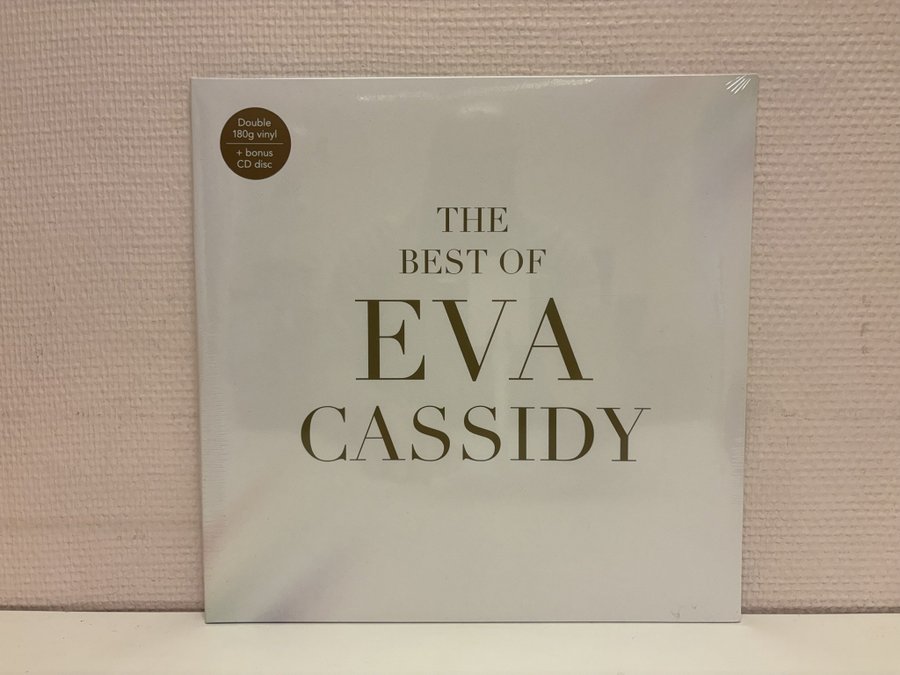 Double
180g vinyl
+ bonus
CD disc
THE
BEST OF
EVA
CASSIDY